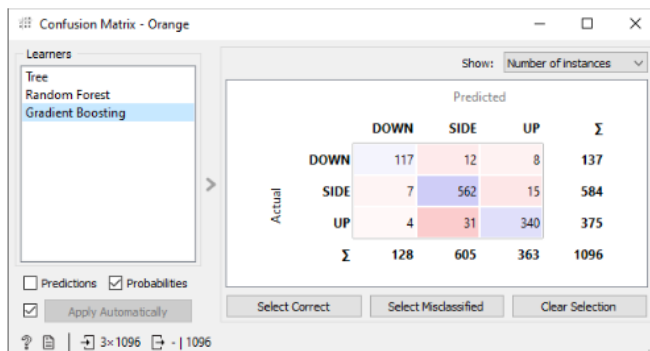 Confusion Matrix - Orange
Learners
Tree
Random Forest
Gradient Boosting
Predictions Probabilities
Apply Automatically
Show: Number of instances
Predicted
DOWN SIDE UP Σ
Actual
DOWN 117 12 8 137
SIDE 7 562 15 584
UP 4 31 340 375
Σ 128 605 363 1096
Select Correct Select Misclassified Clear Selection
? 3×1096 - | 1096